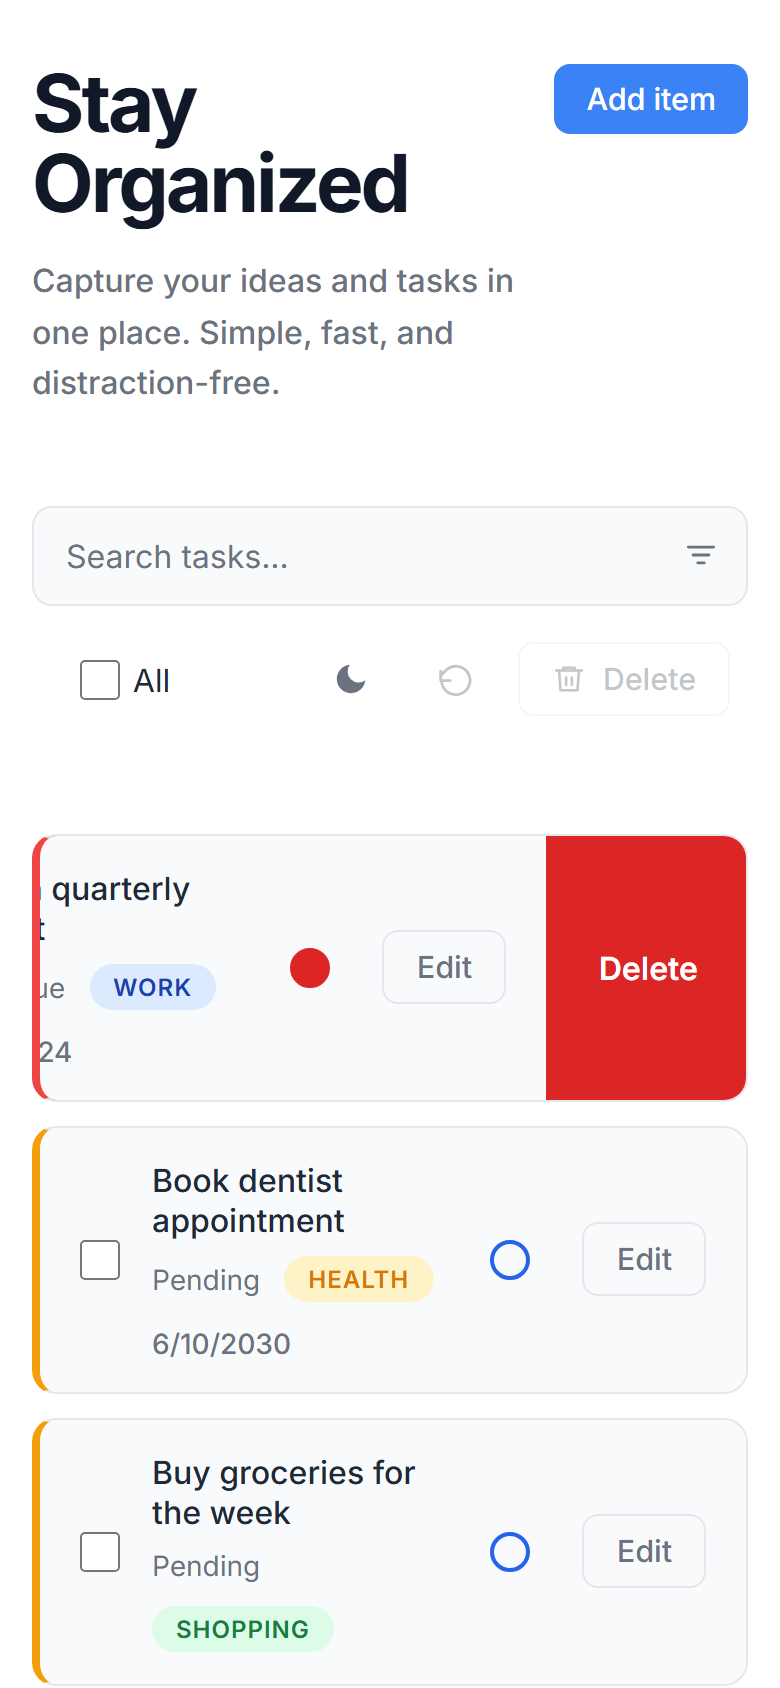 Stay
Organized
Add item
Capture your ideas and tasks in
one place. Simple, fast, and
distraction-free.
Search tasks...
All
Delete
quarterly
t
ue
WORK
24
Edit
Delete
Book dentist
appointment
Pending
HEALTH
6/10/2030
Edit
Buy groceries for
the week
Pending
SHOPPING
Edit